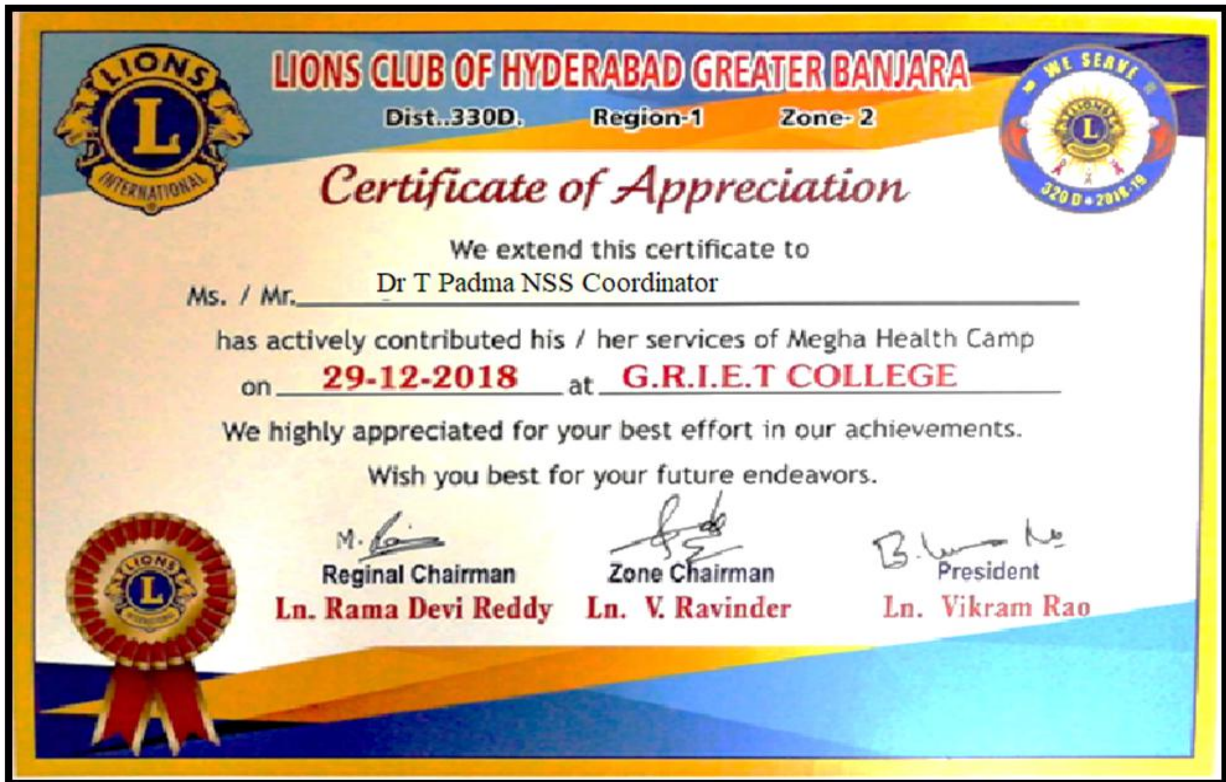 LIONS CLUB OF HYDERABAD GREATER BANJARA
Dist..330D. Region-1 Zone- 2
LIONS
L
INTERNATIONAL
WE SERVE
LIONS
L
320 D 2018-19
Certificate of Appreciation
We extend this certificate to
Ms. / Mr. Dr T Padma NSS Coordinator
has actively contributed his / her services of Megha Health Camp
on 29-12-2018 at G.R.I.E.T COLLEGE
We highly appreciated for your best effort in our achievements.
Wish you best for your future endeavors.
M.
Reginal Chairman Zone Chairman President
Ln. Rama Devi Reddy Ln. V. Ravinder Ln. Vikram Rao
LIONS
L
INTERNATIONAL